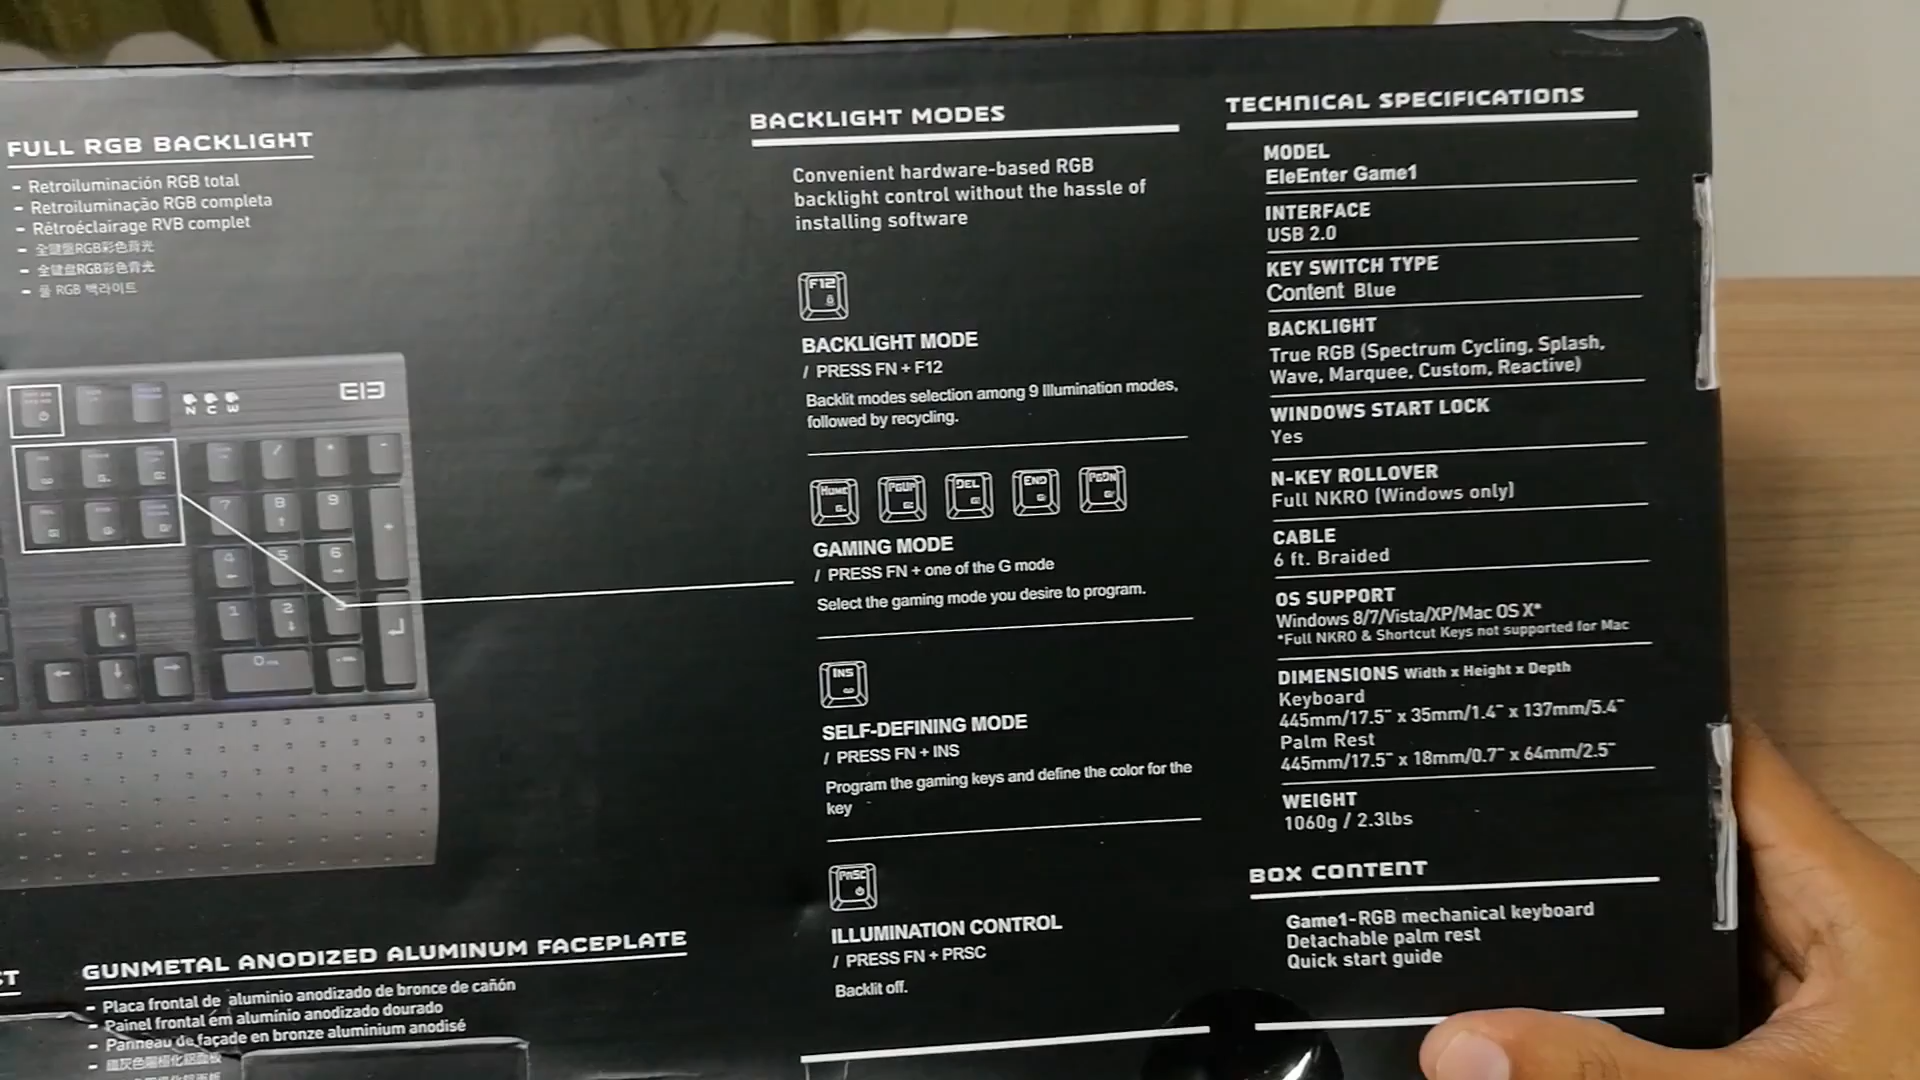 FULL RGB BACKLIGHT
- Retroiluminación RGB total
- Retroiluminação RGB completa
- Rétroéclairage RVB complet
- 全鍵盤RGB彩色背光
- 全键盘RGB彩色背光
- 풀 RGB 백라이트
N C W
7 8 9
4 5 6
1 2 3
0
GUNMETAL ANODIZED ALUMINUM FACEPLATE
- Placa frontal de aluminio anodizado de bronce de cañón
- Painel frontal em alumínio anodizado dourado
- Panneau de façade en bronze aluminium anodisé
BACKLIGHT MODES
Convenient hardware-based RGB
backlight control without the hassle of
installing software
F12
BACKLIGHT MODE
/ PRESS FN + F12
Backlit modes selection among 9 Illumination modes,
followed by recycling.
HOME PGUP DEL END PGDN
GAMING MODE
/ PRESS FN + one of the G mode
Select the gaming mode you desire to program.
INS
SELF-DEFINING MODE
/ PRESS FN + INS
Program the gaming keys and define the color for the
key
PRSC
ILLUMINATION CONTROL
/ PRESS FN + PRSC
Backlit off.
TECHNICAL SPECIFICATIONS
MODEL
EleEnter Game1
INTERFACE
USB 2.0
KEY SWITCH TYPE
Content Blue
BACKLIGHT
True RGB (Spectrum Cycling, Splash,
Wave, Marquee, Custom, Reactive)
WINDOWS START LOCK
Yes
N-KEY ROLLOVER
Full NKRO (Windows only)
CABLE
6 ft. Braided
OS SUPPORT
Windows 8/7/Vista/XP/Mac OS X*
*Full NKRO & Shortcut Keys not supported for Mac
DIMENSIONS Width x Height x Depth
Keyboard
445mm/17.5" x 35mm/1.4" x 137mm/5.4"
Palm Rest
445mm/17.5" x 18mm/0.7" x 64mm/2.5"
WEIGHT
1060g / 2.3lbs
BOX CONTENT
Game1-RGB mechanical keyboard
Detachable palm rest
Quick start guide